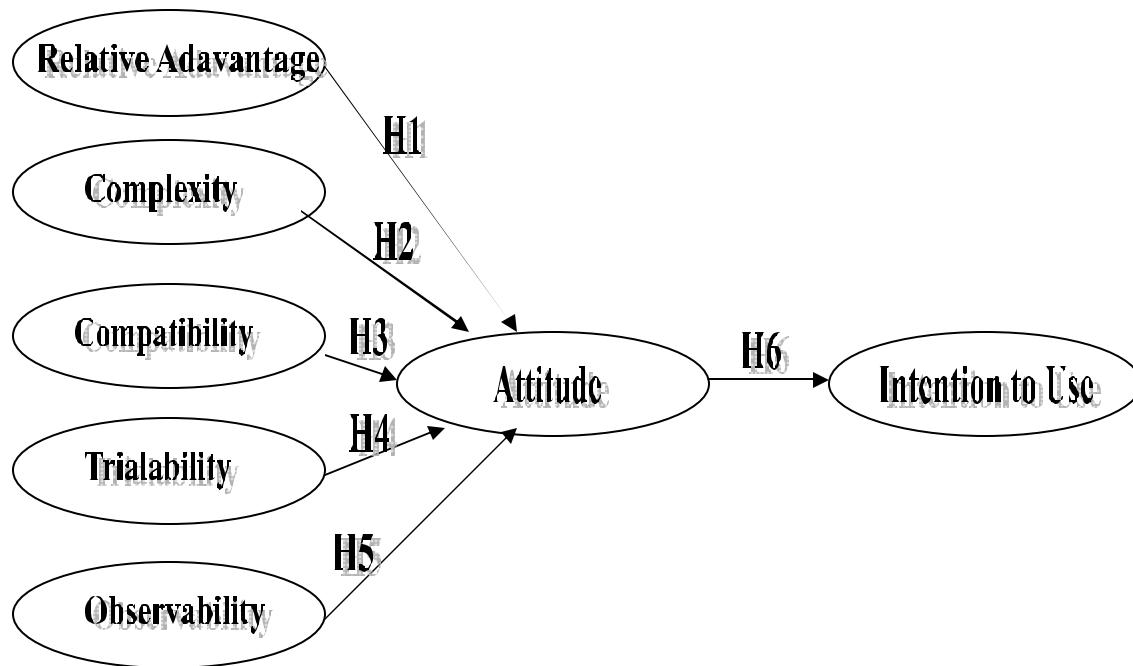 Relative Adavantage
H1
Complexity
H2
Compatibility
H3
H6
Attitude
Intention to Use
H4
Trialability
H5
Observability